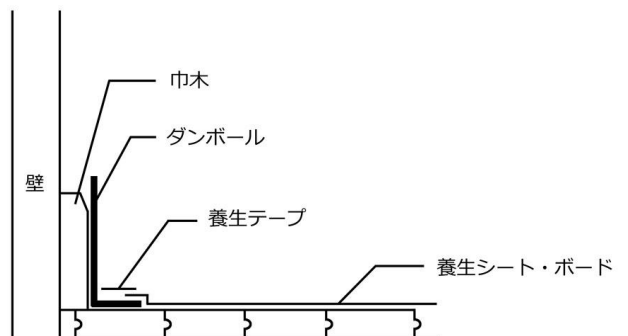 巾木
ダンボール
壁
養生テープ
養生シート・ボード